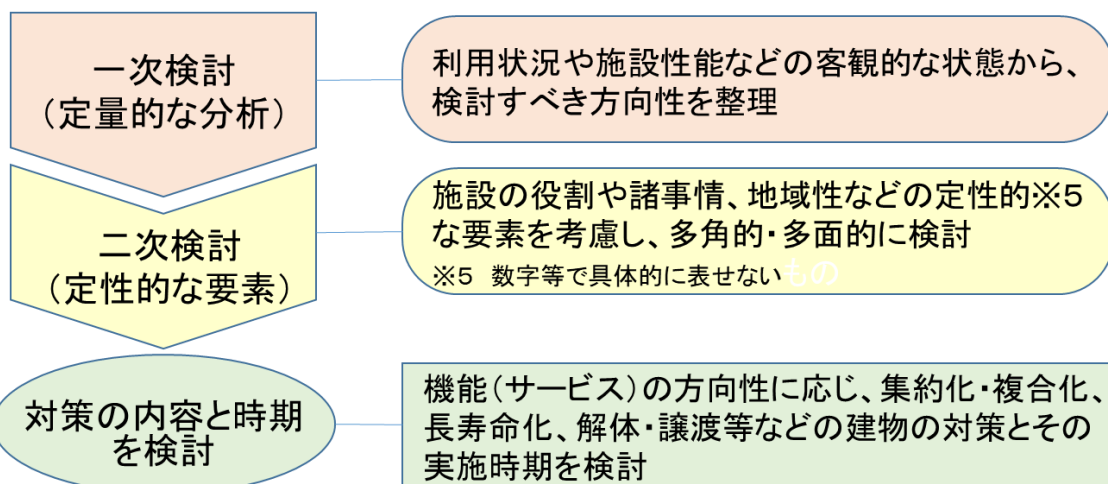 一次検討
（定量的な分析）
利用状況や施設性能などの客観的な状態から、
検討すべき方向性を整理
二次検討
（定性的な要素）
施設の役割や諸事情、地域性などの定性的※5
な要素を考慮し、多角的・多面的に検討
※5　数字等で具体的に表せないもの
対策の内容と時期
を検討
機能（サービス）の方向性に応じ、集約化・複合化、
長寿命化、解体・譲渡等などの建物の対策とその
実施時期を検討